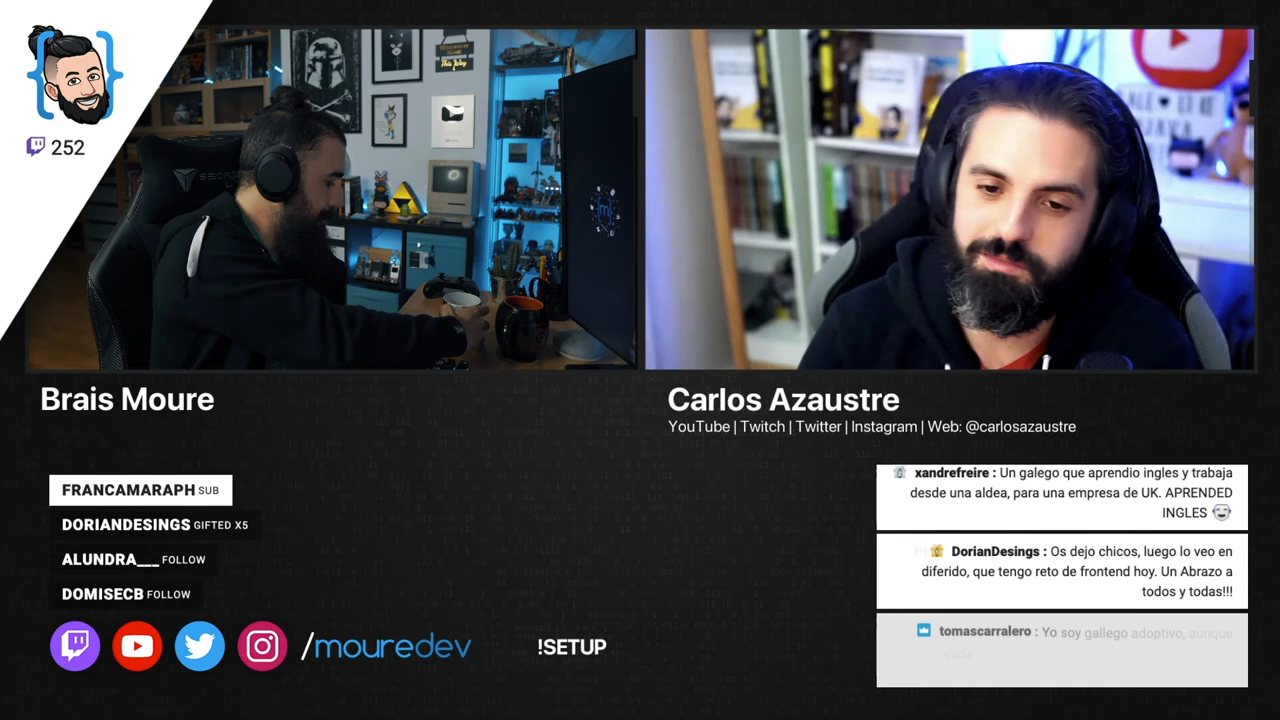 252
Brais Moure
Carlos Azaustre
YouTube | Twitch | Twitter | Instagram | Web: @carlosazaustre
FRANCAMARAPH SUB
DORIANDESINGS GIFTED X5
ALUNDRA___ FOLLOW
DOMISECB FOLLOW
/mouredev
!SETUP
xandrefreire : Un galego que aprendio ingles y trabaja
desde una aldea, para una empresa de UK. APRENDED
INGLES
DorianDesings : Os dejo chicos, luego lo veo en
diferido, que tengo reto de frontend hoy. Un Abrazo a
todos y todas!!!
tomascarralero : Yo soy gallego adoptivo, aunque
cada